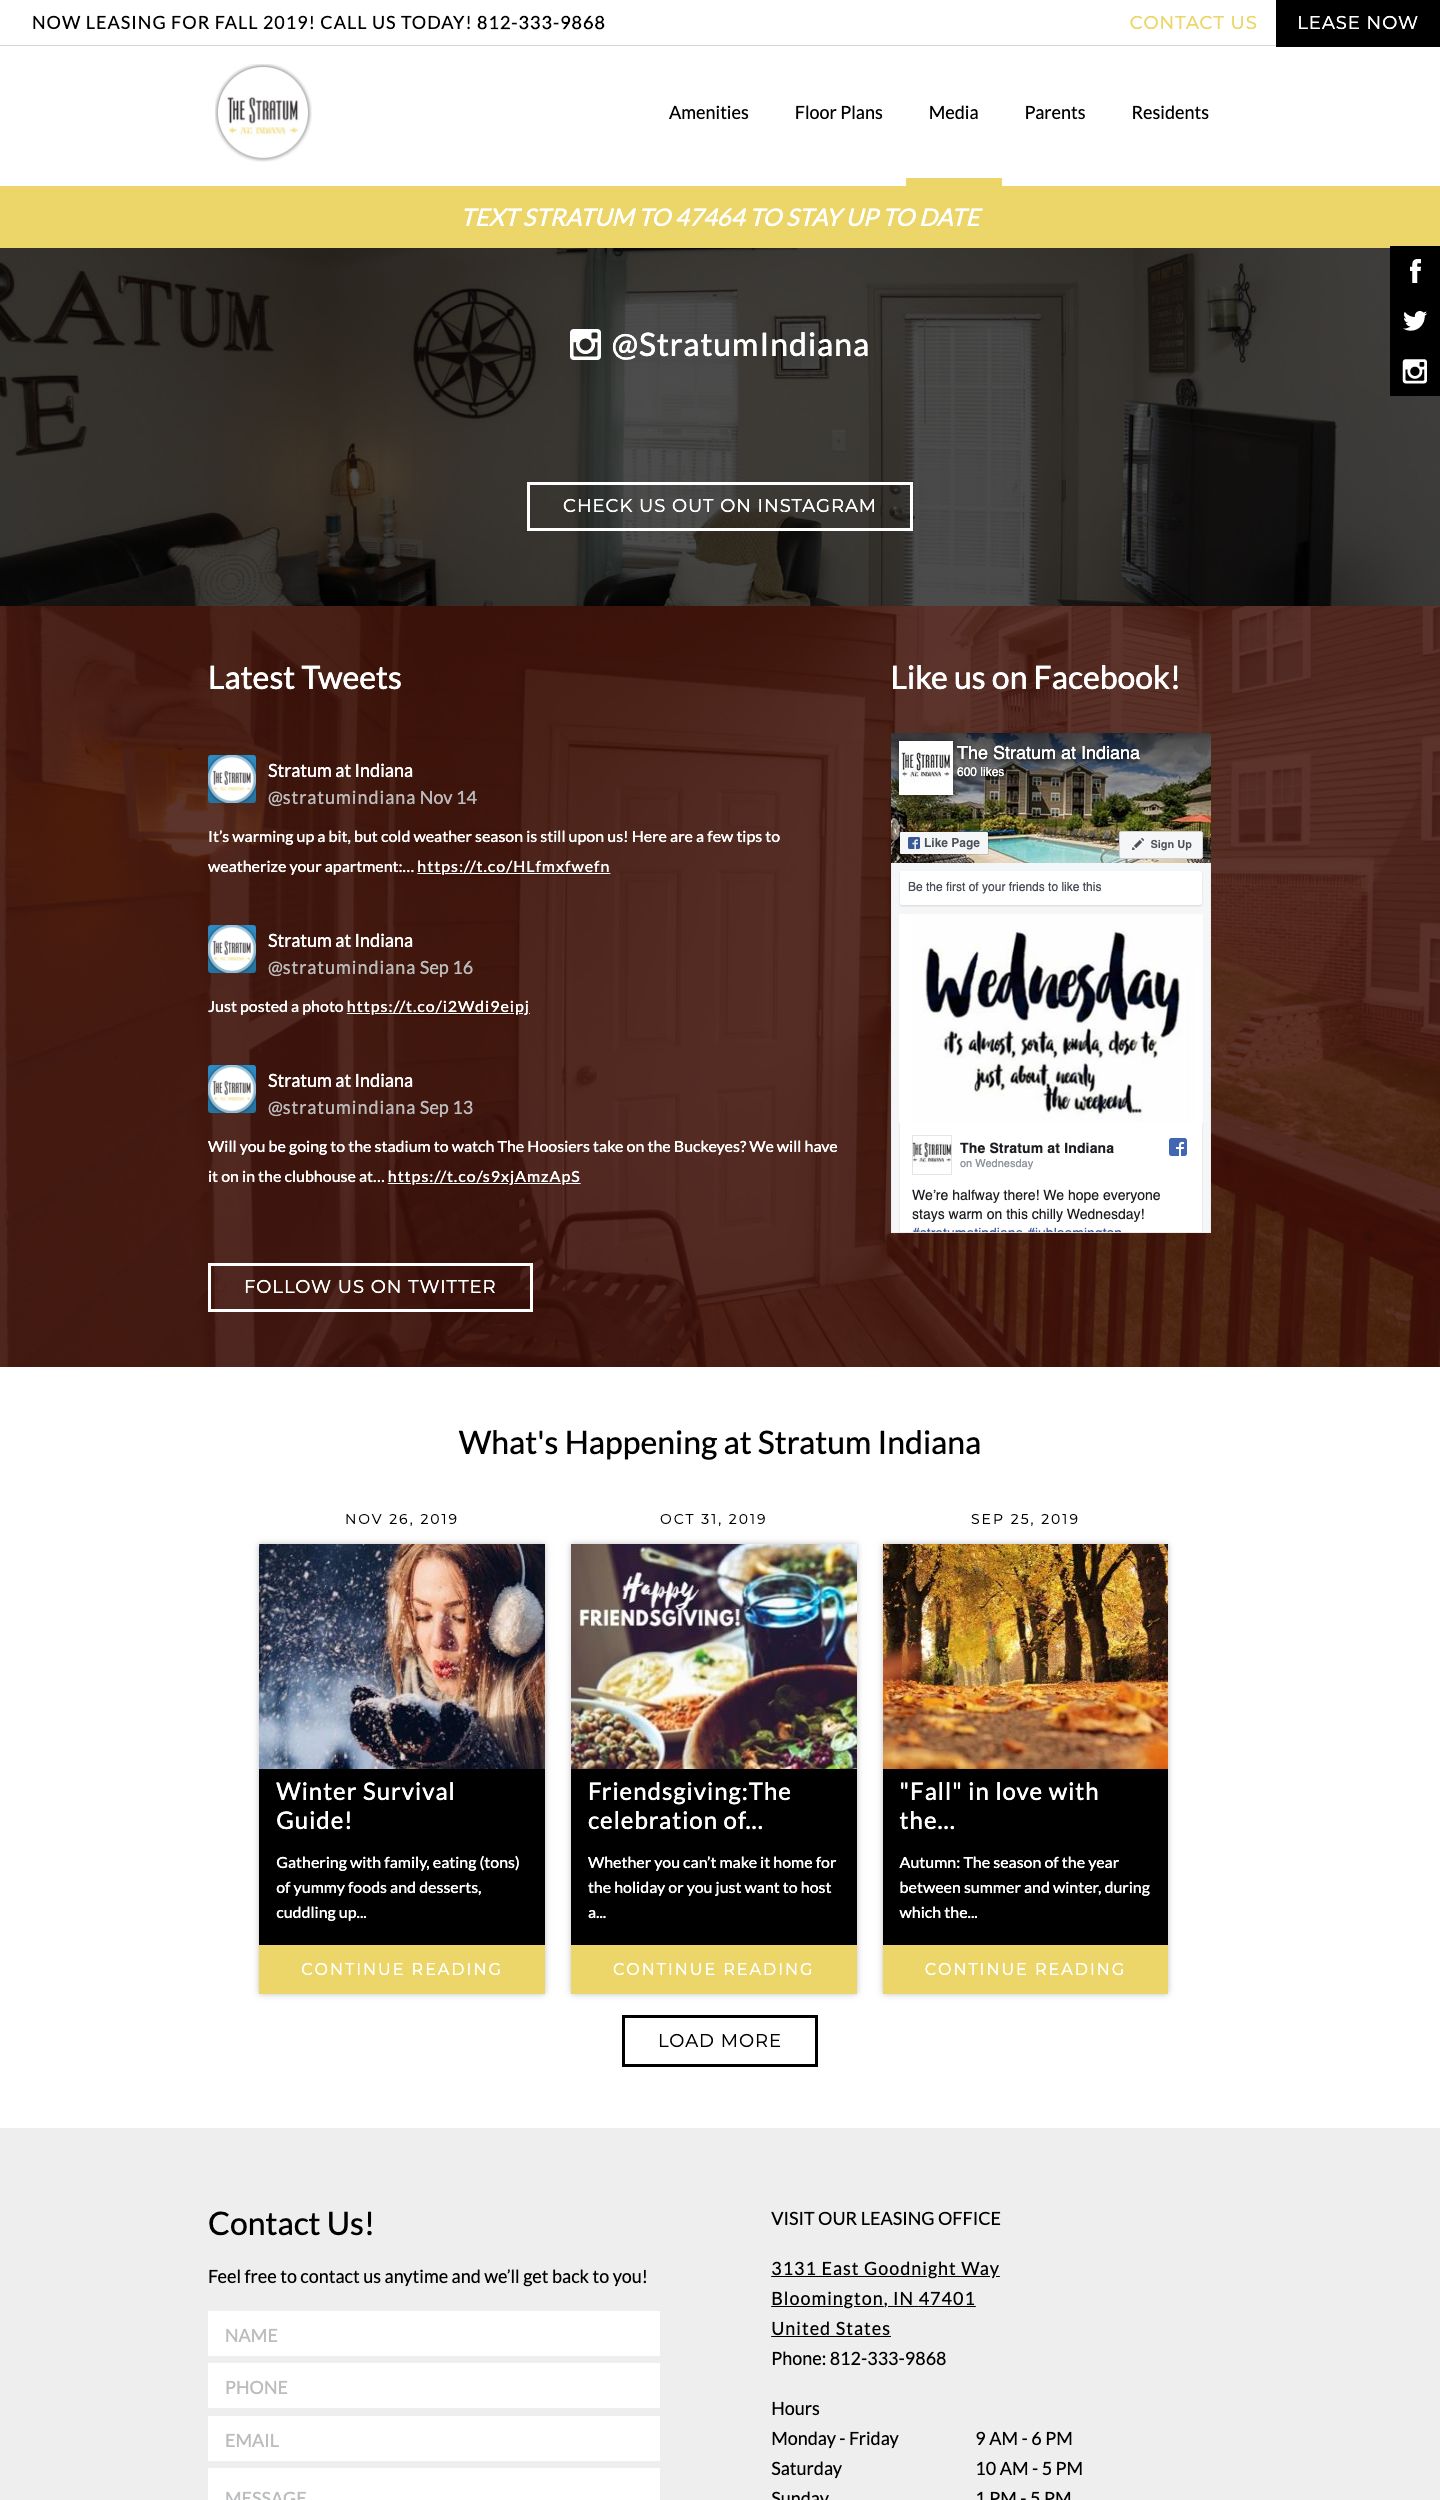 NOW LEASING FOR FALL 2019! CALL US TODAY! 812-333-9868
CONTACT US
LEASE NOW
THE STRATUM
AT INDIANA
Amenities
Floor Plans
Media
Parents
Residents
TEXT STRATUM TO 47464 TO STAY UP TO DATE
RATUM
TE
@StratumIndiana
CHECK US OUT ON INSTAGRAM
Latest Tweets
Stratum at Indiana
@stratumindiana Nov 14
It's warming up a bit, but cold weather season is still upon us! Here are a few tips to
weatherize your apartment:... https://t.co/HLfmxfwefn
Stratum at Indiana
@stratumindiana Sep 16
Just posted a photo https://t.co/i2Wdi9eipj
Stratum at Indiana
@stratumindiana Sep 13
Will you be going to the stadium to watch The Hoosiers take on the Buckeyes? We will have
it on in the clubhouse at... https://t.co/s9xjAmzApS
FOLLOW US ON TWITTER
Like us on Facebook!
THE STRATUM
The Stratum at Indiana
600 likes
Like Page
Sign Up
Be the first of your friends to like this
Wednesday
it's almost, sorta, kinda, close to,
just, about, nearly
the weekend...
The Stratum at Indiana
on Wednesday
We're halfway there! We hope everyone
stays warm on this chilly Wednesday!
#stratumatindiana #iubloomington
What's Happening at Stratum Indiana
NOV 26, 2019
Winter Survival
Guide!
Gathering with family, eating (tons)
of yummy foods and desserts,
cuddling up...
CONTINUE READING
OCT 31, 2019
Happy
FRIENDSGIVING!
Friendsgiving:The
celebration of...
Whether you can't make it home for
the holiday or you just want to host
a...
CONTINUE READING
SEP 25, 2019
"Fall" in love with
the...
Autumn: The season of the year
between summer and winter, during
which the...
CONTINUE READING
LOAD MORE
Contact Us!
Feel free to contact us anytime and we'll get back to you!
NAME
PHONE
EMAIL
MESSAGE
VISIT OUR LEASING OFFICE
3131 East Goodnight Way
Bloomington, IN 47401
United States
Phone: 812-333-9868
Hours
Monday - Friday 9 AM - 6 PM
Saturday 10 AM - 5 PM
Sunday 1 PM - 5 PM